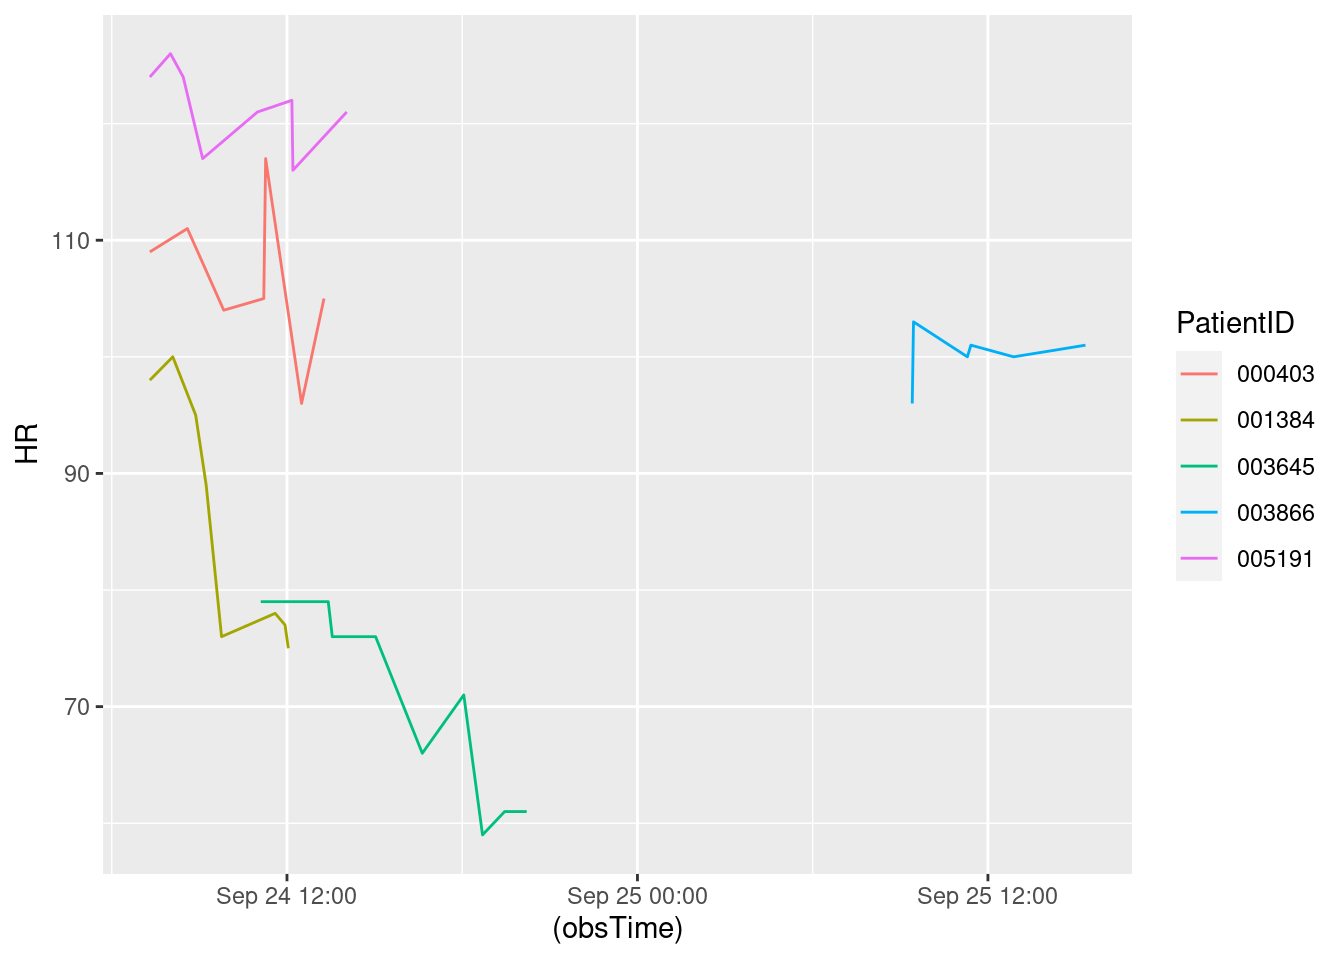 HR
110
90
70
Sep 24 12:00
Sep 25 00:00
Sep 25 12:00
(obsTime)
PatientID
000403
001384
003645
003866
005191